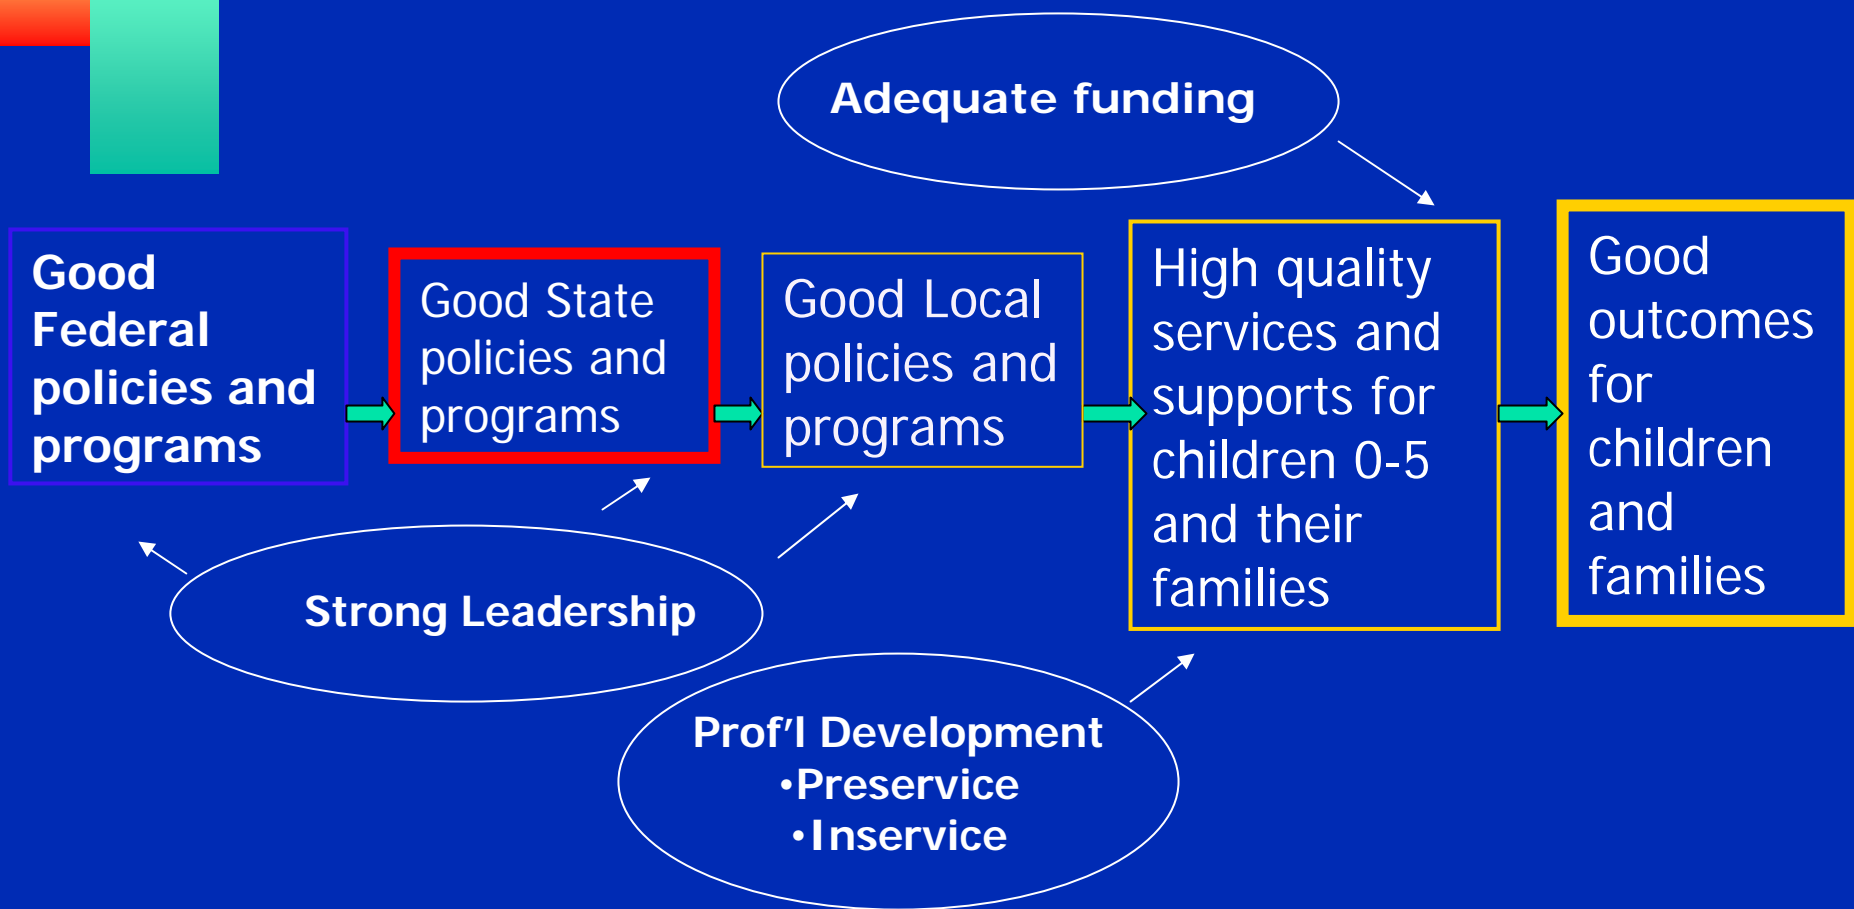 Adequate funding
Good
Federal
policies and
programs
Good State
policies and
programs
Good Local
policies and
programs
High quality
services and
supports for
children 0-5
and their
families
Good
outcomes
for
children
and
families
Strong Leadership
Prof’l Development
•Preservice
•Inservice